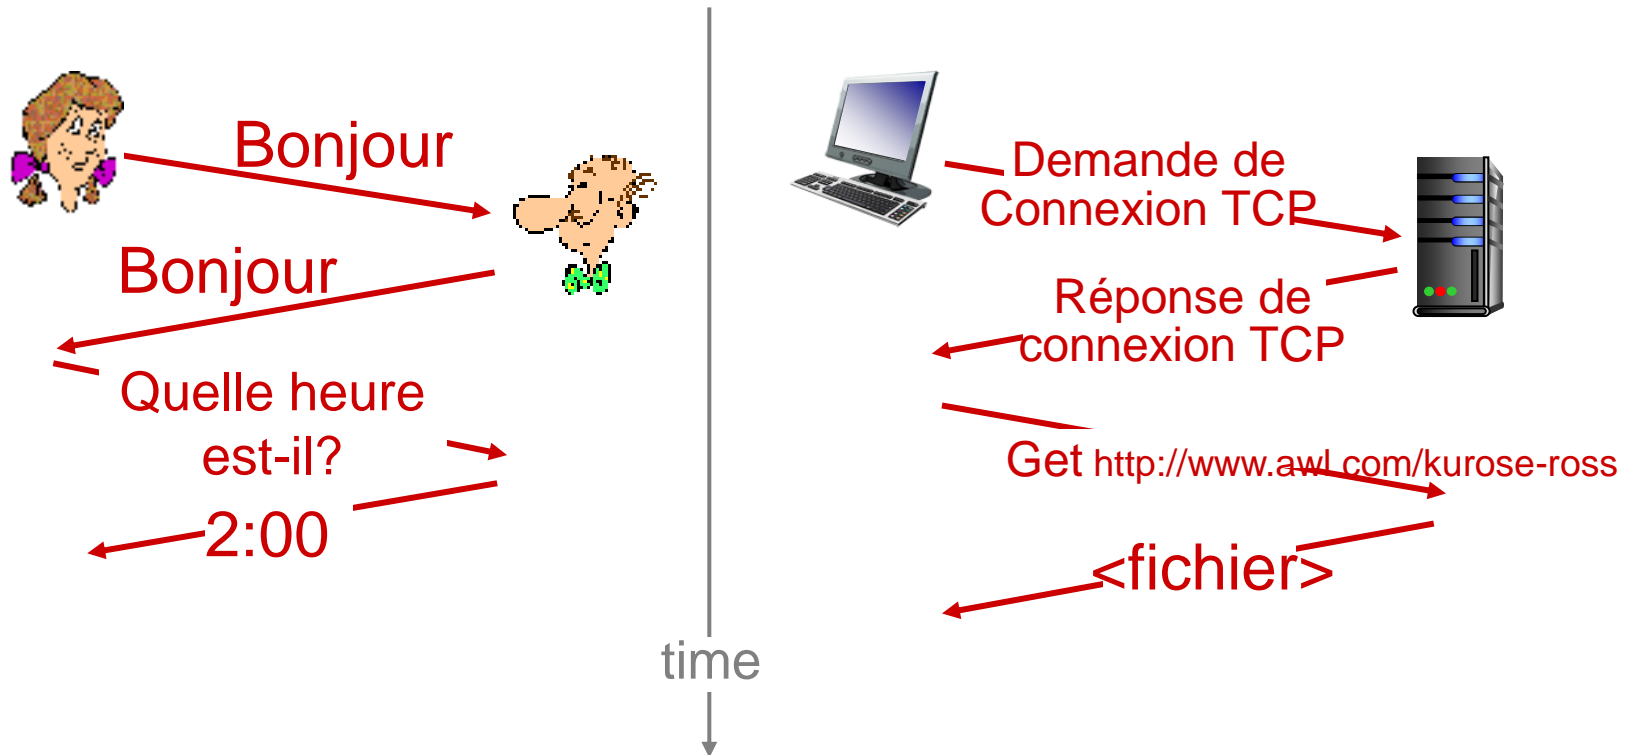 Bonjour
Bonjour
Quelle heure
est-il?
2:00
Demande de
Connexion TCP
Réponse de
connexion TCP
Get http://www.awl.com/kurose-ross
<fichier>
time